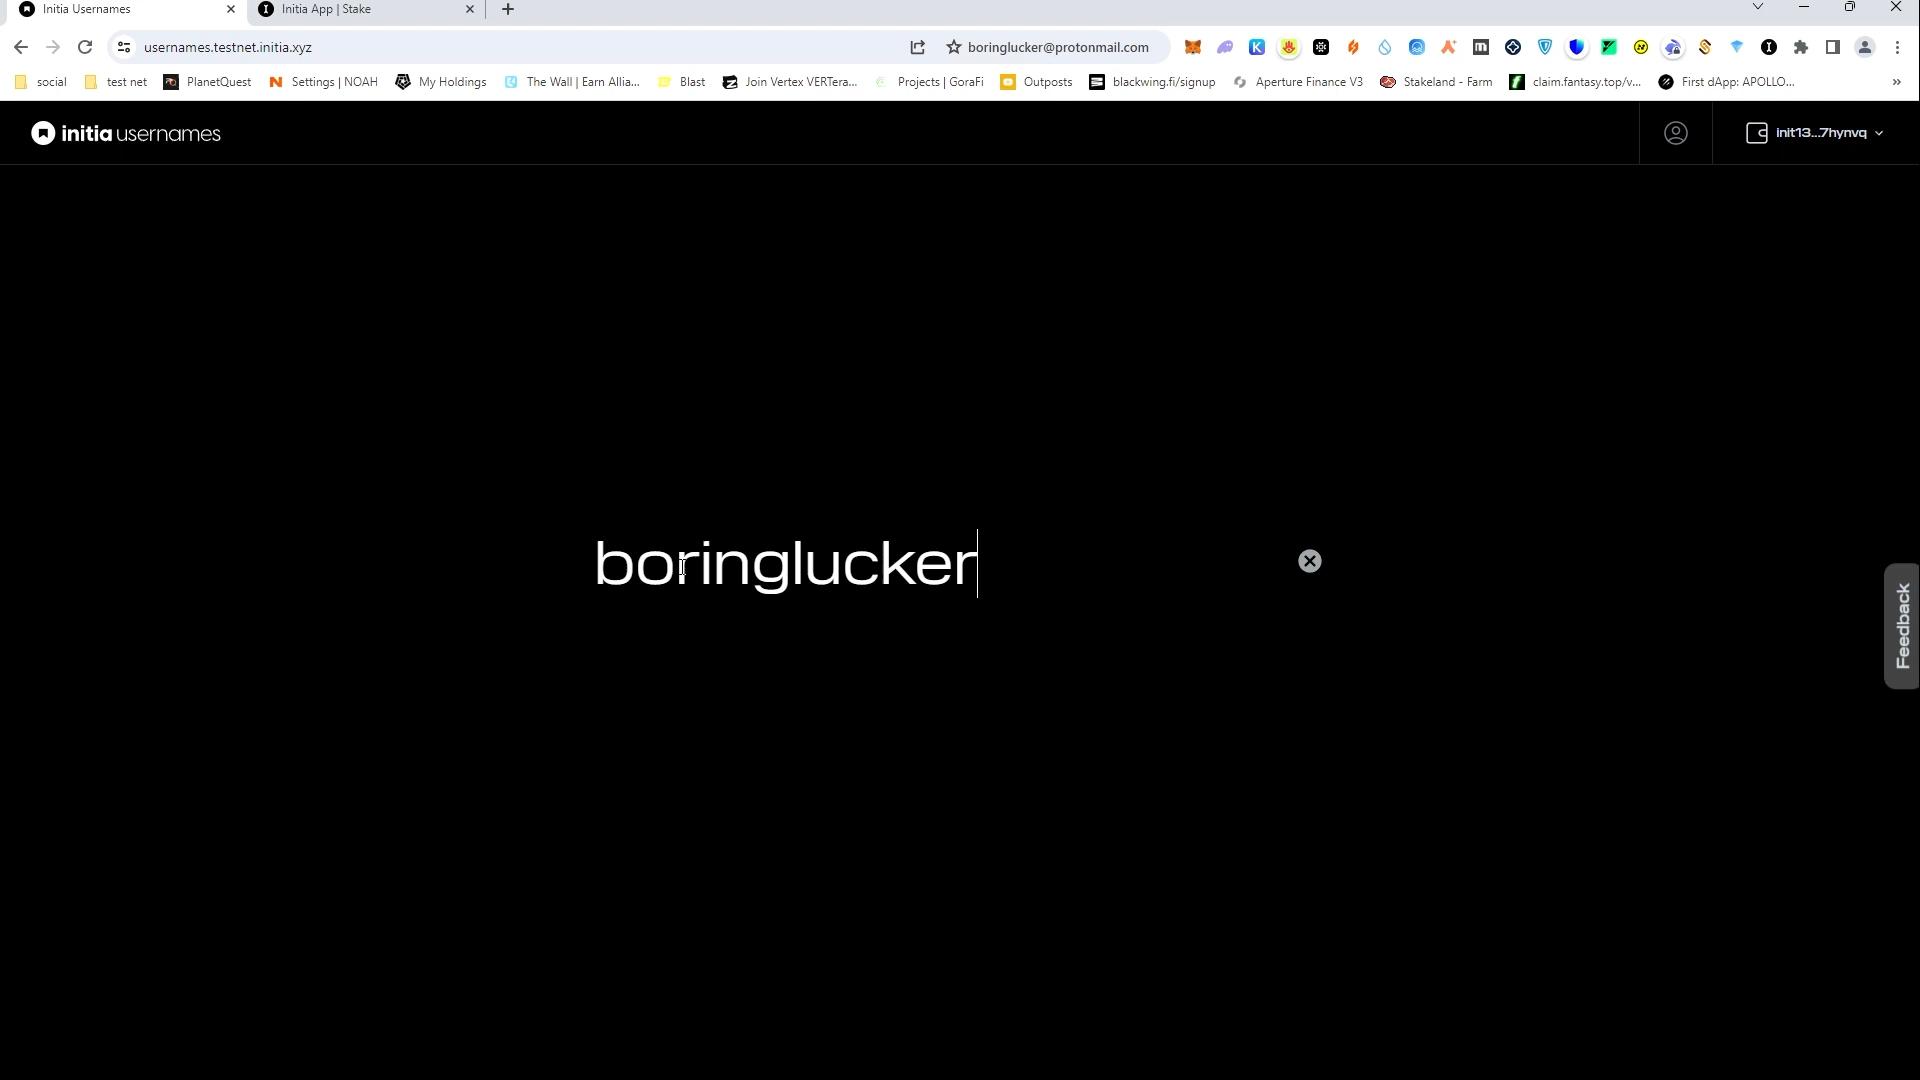 Initia Usernames
Initia App | Stake
usernames.testnet.initia.xyz
boringlucker@protonmail.com
social
test net
PlanetQuest
Settings | NOAH
My Holdings
The Wall | Earn Allia...
Blast
Join Vertex VERTera...
Projects | GoraFi
Outposts
blackwing.fi/signup
Aperture Finance V3
Stakeland - Farm
claim.fantasy.top/v...
First dApp: APOLLO...
initia usernames
init13...7hynvq
boringlucker
Feedback